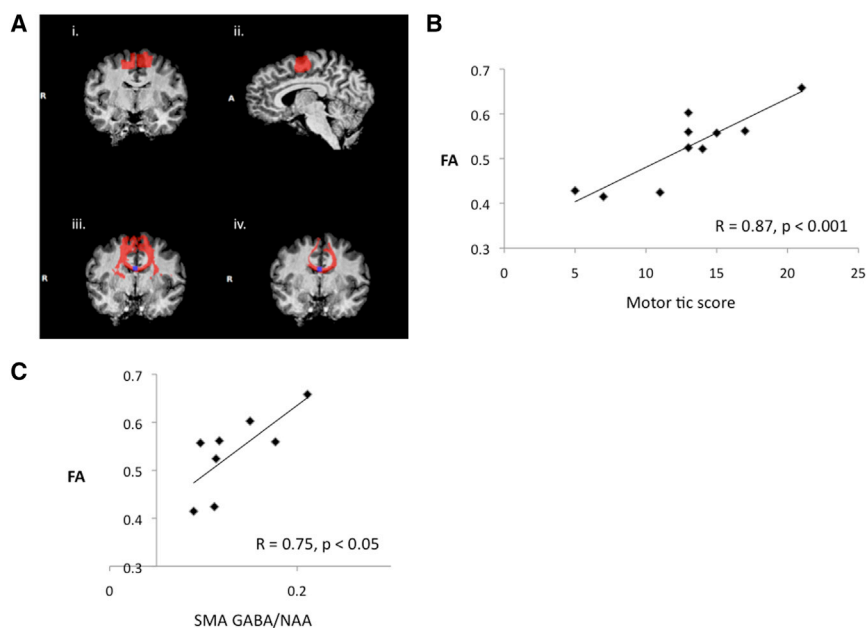 A
i.
ii.
R
A
iii.
iv.
R
R
B
0.7
0.6
0.5
FA
0.4
0.3
R = 0.87, p < 0.001
0 5 10 15 20 25
Motor tic score
C
0.7
0.6
FA
0.5
0.4
R = 0.75, p < 0.05
0.3
0 0.2
SMA GABA/NAA